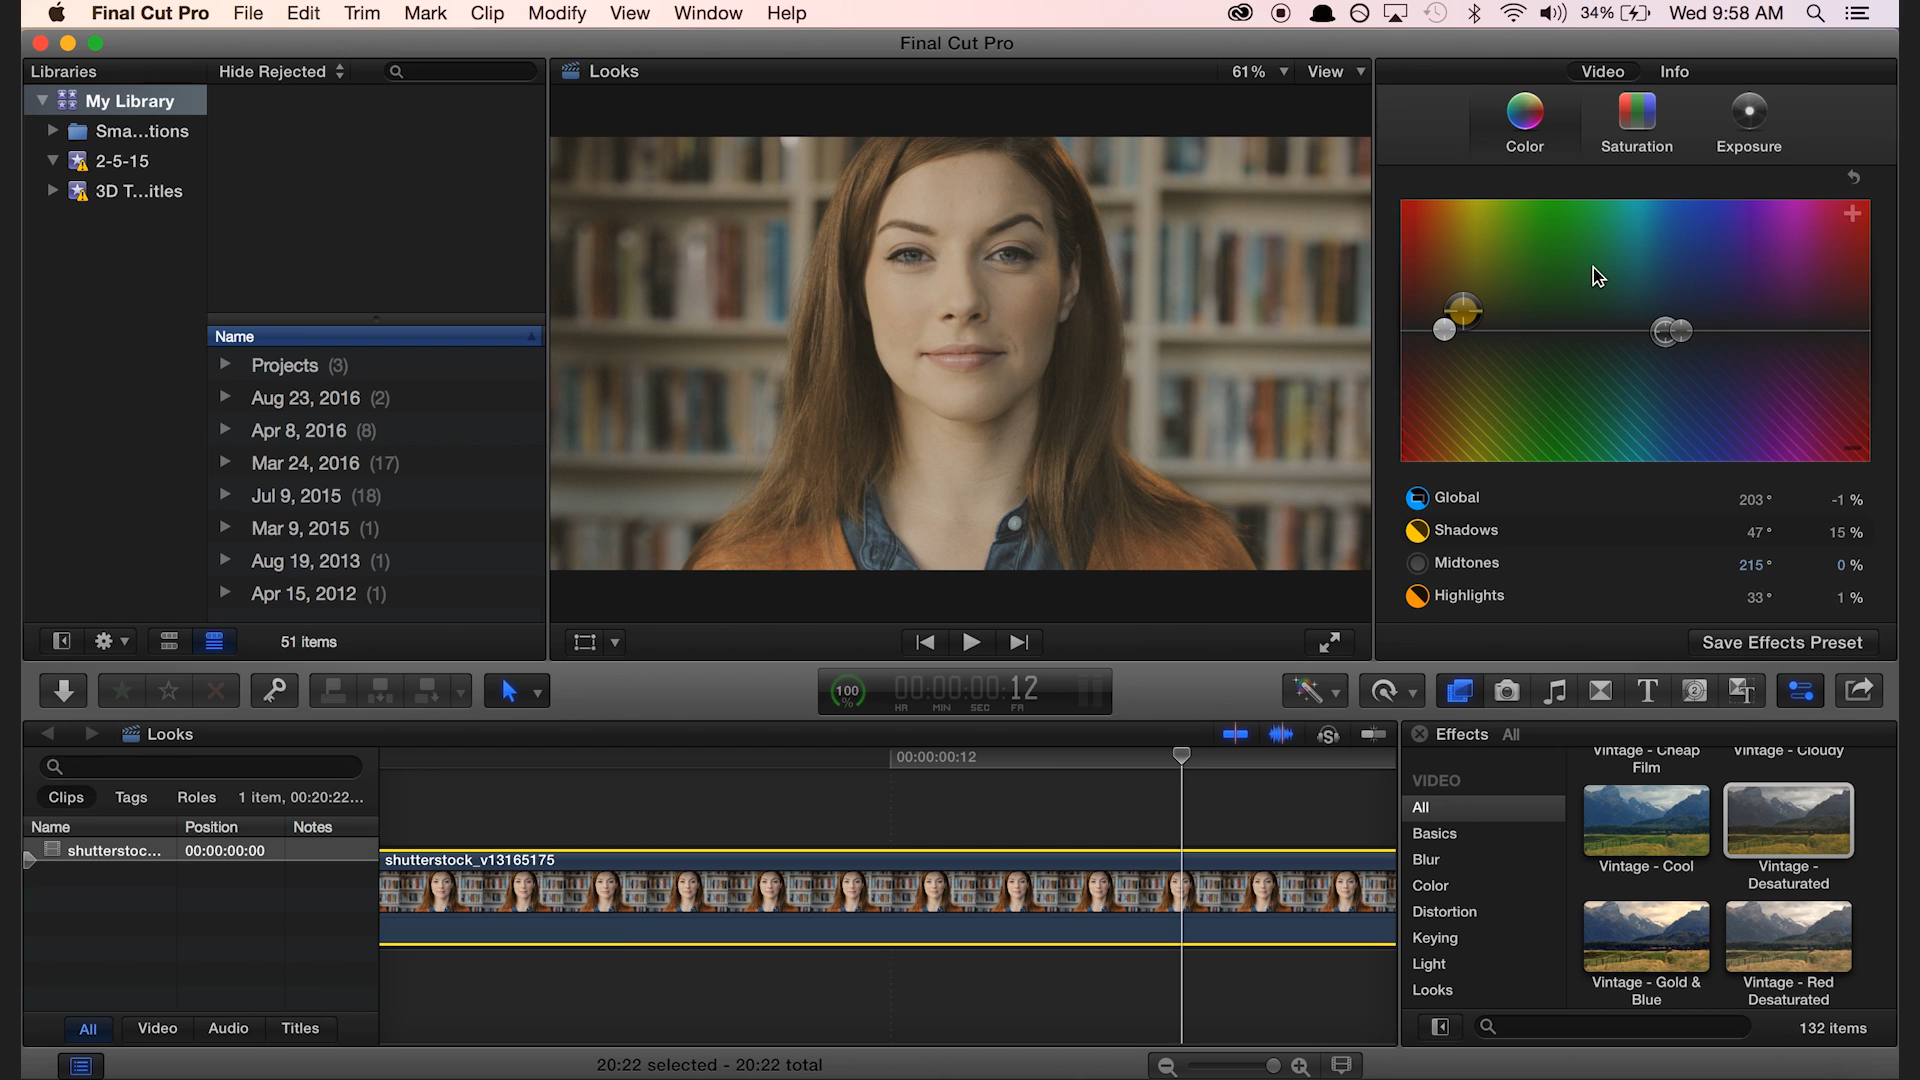 Final Cut Pro File Edit Trim Mark Clip Modify View Window Help 34% Wed 9:58 AM
Final Cut Pro
Libraries
Hide Rejected
My Library
Sma...tions
2-5-15
3D T...itles
Name
Projects (3)
Aug 23, 2016 (2)
Apr 8, 2016 (8)
Mar 24, 2016 (17)
Jul 9, 2015 (18)
Mar 9, 2015 (1)
Aug 19, 2013 (1)
Apr 15, 2012 (1)
51 items
Looks
61% View
Video Info
Color Saturation Exposure
Global 203 ° -1 %
Shadows 47 ° 15 %
Midtones 215 ° 0 %
Highlights 33 ° 1 %
Save Effects Preset
100 % 00:00:00:12
HR MIN SEC FR
Looks
Clips Tags Roles 1 item, 00:20:22...
Name Position Notes
shutterstoc... 00:00:00:00
All Video Audio Titles
00:00:00:12
shutterstock_v13165175
20:22 selected - 20:22 total
Effects All
VIDEO
All
Basics
Blur
Color
Distortion
Keying
Light
Looks
Vintage - Cheap
Film
Vintage - Cloudy
Vintage - Cool
Vintage -
Desaturated
Vintage - Gold &
Blue
Vintage - Red
Desaturated
132 items